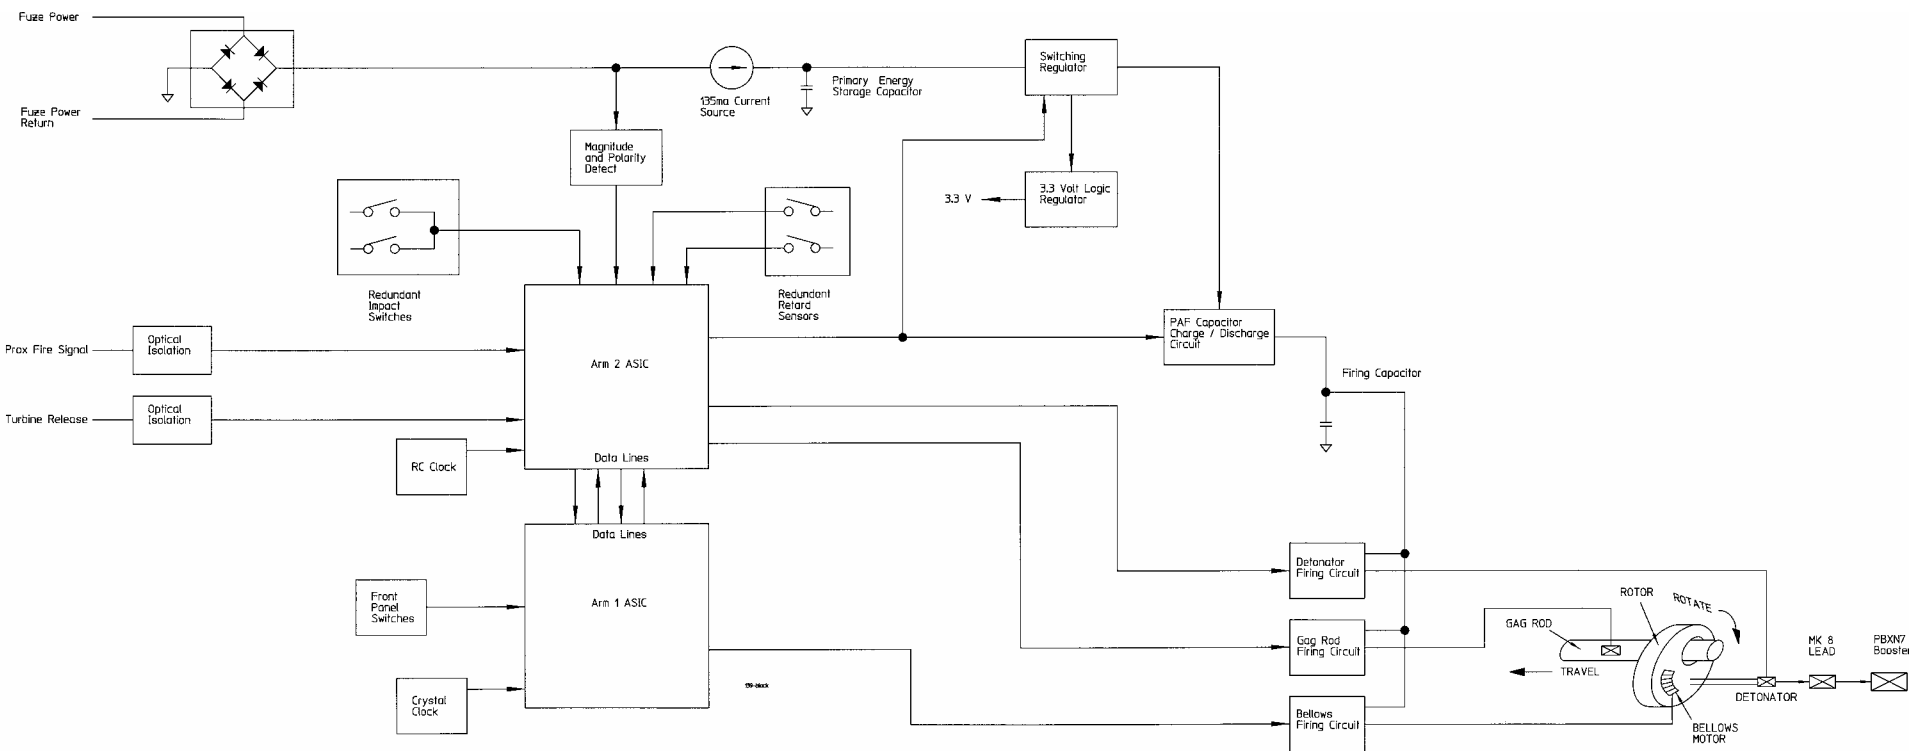 Fuze Power
Fuze Power
Return
135ma Current
Source
Primary Energy
Storage Capacitor
Switching
Regulator
Magnitude
and Polarity
Detect
3.3 V
3.3 Volt Logic
Regulator
Redundant
Impact
Switches
Redundant
Retard
Sensors
Prox Fire Signal
Optical
Isolation
Arm 2 ASIC
PAF Capacitor
Charge / Discharge
Circuit
Firing Capacitor
Turbine Release
Optical
Isolation
RC Clock
Data Lines
Data Lines
Front
Panel
Switches
Arm 1 ASIC
Crystal
Clock
Detonator
Firing Circuit
Gag Rod
Firing Circuit
Bellows
Firing Circuit
ROTOR
ROTATE
GAG ROD
TRAVEL
DETONATOR
BELLOWS
MOTOR
MK 8
LEAD
PBXN7
Booster